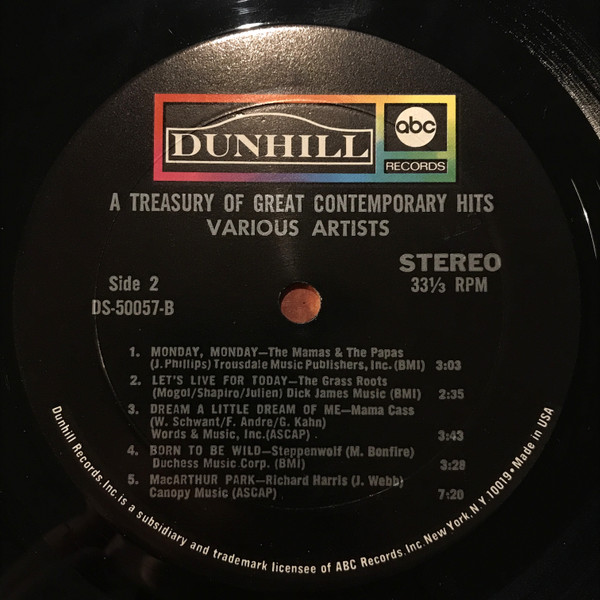 DUNHILL
abc
RECORDS
A TREASURY OF GREAT CONTEMPORARY HITS
VARIOUS ARTISTS
STEREO
Side 2
33⅓ RPM
DS-50057-B
1. MONDAY, MONDAY—The Mamas & The Papas
(J. Phillips) Trousdale Music Publishers, Inc. (BMI) 3:03
2. LET'S LIVE FOR TODAY—The Grass Roots
(Mogol/Shapiro/Julien) Dick James Music (BMI) 2:35
3. DREAM A LITTLE DREAM OF ME—Mama Cass
(W. Schwant/F. Andre/G. Kahn)
Words & Music, Inc.(ASCAP) . 3:43
4. BORN TO BE WILD—Steppenwolf (M. Bonfire)
Duchess Music Corp. (BMI) 3:28
5. MacARTHUR PARK—Richard Harris (J. Webb)
Canopy Music (ASCAP) 7:20
Dunhill Records, Inc. is a subsidiary and trademark licensee of ABC Records, Inc. New York, N Y 10019 • Made in USA